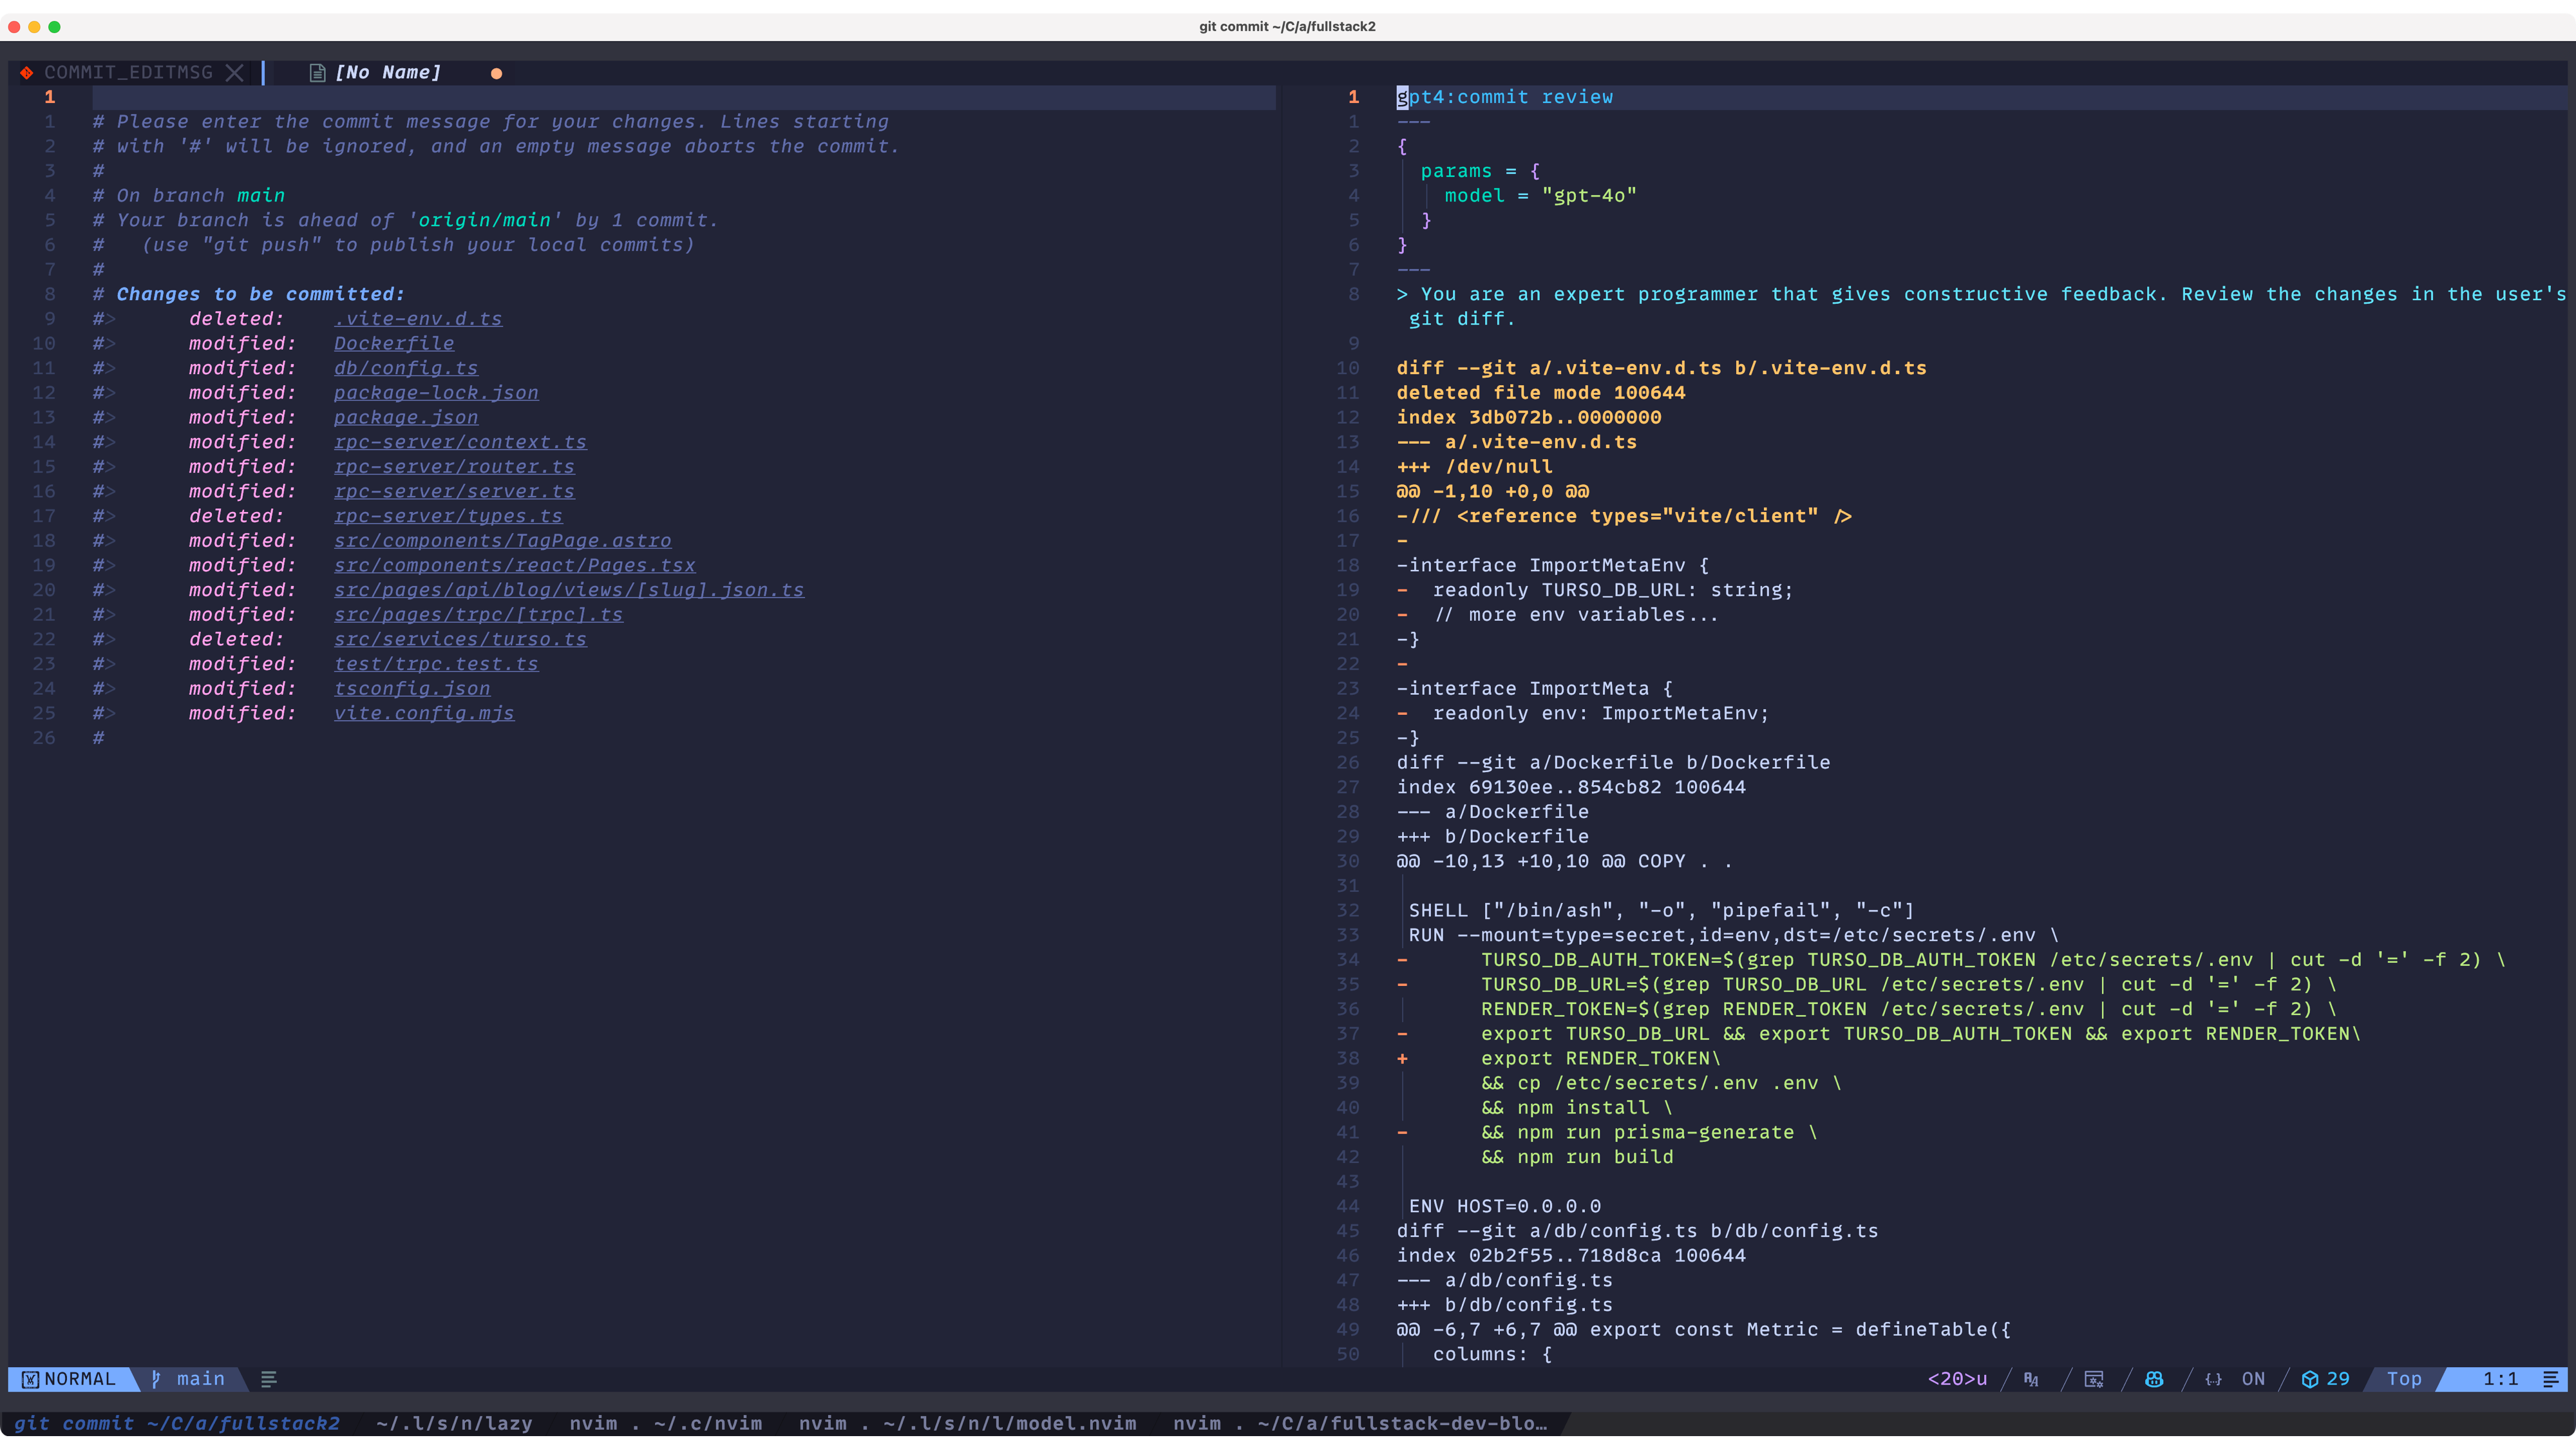 git commit ~/C/a/fullstack2
COMMIT_EDITMSG
[No Name]
1
1 # Please enter the commit message for your changes. Lines starting
2 # with '#' will be ignored, and an empty message aborts the commit.
3 #
4 # On branch main
5 # Your branch is ahead of 'origin/main' by 1 commit.
6 #   (use "git push" to publish your local commits)
7 #
8 # Changes to be committed:
9 #>      deleted:    .vite-env.d.ts
10 #>      modified:   Dockerfile
11 #>      modified:   db/config.ts
12 #>      modified:   package-lock.json
13 #>      modified:   package.json
14 #>      modified:   rpc-server/context.ts
15 #>      modified:   rpc-server/router.ts
16 #>      modified:   rpc-server/server.ts
17 #>      deleted:    rpc-server/types.ts
18 #>      modified:   src/components/TagPage.astro
19 #>      modified:   src/components/react/Pages.tsx
20 #>      modified:   src/pages/api/blog/views/[slug].json.ts
21 #>      modified:   src/pages/trpc/[trpc].ts
22 #>      deleted:    src/services/turso.ts
23 #>      modified:   test/trpc.test.ts
24 #>      modified:   tsconfig.json
25 #>      modified:   vite.config.mjs
26 #
1 gpt4:commit review
1 ---
2 {
3   params = {
4     model = "gpt-4o"
5   }
6 }
7 ---
8 > You are an expert programmer that gives constructive feedback. Review the changes in the user's
git diff.
9
10 diff --git a/.vite-env.d.ts b/.vite-env.d.ts
11 deleted file mode 100644
12 index 3db072b..0000000
13 --- a/.vite-env.d.ts
14 +++ /dev/null
15 @@ -1,10 +0,0 @@
16 -/// <reference types="vite/client" />
17 -
18 -interface ImportMetaEnv {
19 -  readonly TURSO_DB_URL: string;
20 -  // more env variables...
21 -}
22 -
23 -interface ImportMeta {
24 -  readonly env: ImportMetaEnv;
25 -}
26 diff --git a/Dockerfile b/Dockerfile
27 index 69130ee..854cb82 100644
28 --- a/Dockerfile
29 +++ b/Dockerfile
30 @@ -10,13 +10,10 @@ COPY . .
31
32  SHELL ["/bin/ash", "-o", "pipefail", "-c"]
33  RUN --mount=type=secret,id=env,dst=/etc/secrets/.env \
34 -      TURSO_DB_AUTH_TOKEN=$(grep TURSO_DB_AUTH_TOKEN /etc/secrets/.env | cut -d '=' -f 2) \
35 -      TURSO_DB_URL=$(grep TURSO_DB_URL /etc/secrets/.env | cut -d '=' -f 2) \
36        RENDER_TOKEN=$(grep RENDER_TOKEN /etc/secrets/.env | cut -d '=' -f 2) \
37 -      export TURSO_DB_URL && export TURSO_DB_AUTH_TOKEN && export RENDER_TOKEN\
38 +      export RENDER_TOKEN\
39        && cp /etc/secrets/.env .env \
40        && npm install \
41 -      && npm run prisma-generate \
42        && npm run build
43
44  ENV HOST=0.0.0.0
45 diff --git a/db/config.ts b/db/config.ts
46 index 02b2f55..718d8ca 100644
47 --- a/db/config.ts
48 +++ b/db/config.ts
49 @@ -6,7 +6,7 @@ export const Metric = defineTable({
50    columns: {
NORMAL main <20>u {.} ON 29 Top 1:1
git commit ~/C/a/fullstack2 ~/.l/s/n/lazy nvim . ~/.c/nvim nvim . ~/.l/s/n/l/model.nvim nvim . ~/C/a/fullstack-dev-blo…